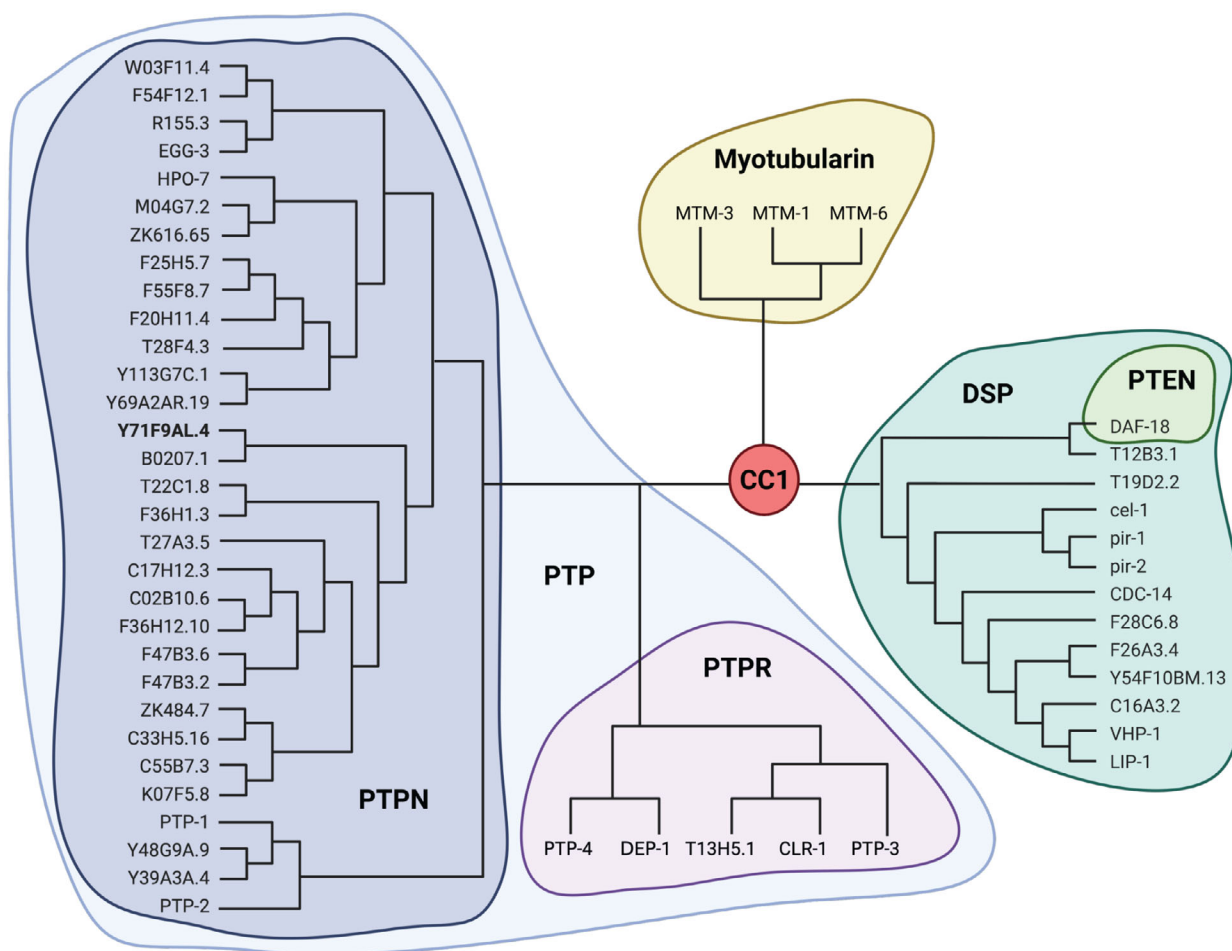 W03F11.4
F54F12.1
R155.3
EGG-3
HPO-7
M04G7.2
ZK616.65
F25H5.7
F55F8.7
F20H11.4
T28F4.3
Y113G7C.1
Y69A2AR.19
Y71F9AL.4
B0207.1
T22C1.8
F36H1.3
T27A3.5
C17H12.3
C02B10.6
F36H12.10
F47B3.6
F47B3.2
ZK484.7
C33H5.16
C55B7.3
K07F5.8
PTP-1
Y48G9A.9
Y39A3A.4
PTP-2
PTPN
PTP
PTPR
PTP-4 DEP-1 T13H5.1 CLR-1 PTP-3
Myotubularin
MTM-3 MTM-1 MTM-6
CC1
DSP
PTEN
DAF-18
T12B3.1
T19D2.2
cel-1
pir-1
pir-2
CDC-14
F28C6.8
F26A3.4
Y54F10BM.13
C16A3.2
VHP-1
LIP-1